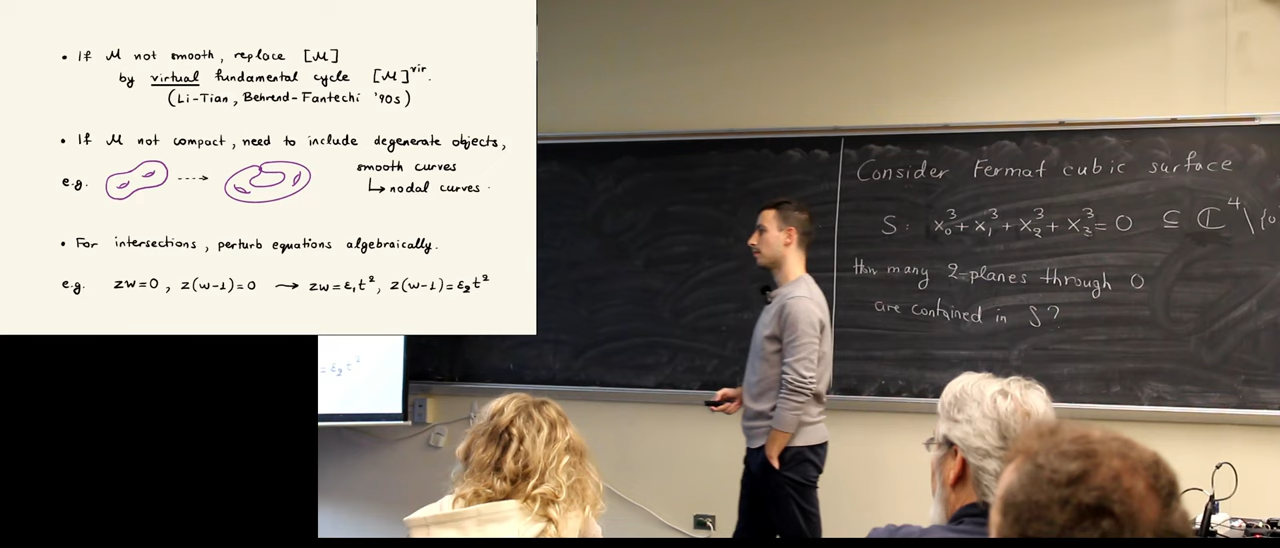 • If M not smooth, replace [M]
by virtual fundamental cycle [M]^vir.
(Li-Tian, Behrend-Fantechi '90s)
• If M not compact, need to include degenerate objects,
e.g. ⇢ smooth curves
↳ nodal curves.
• For intersections, perturb equations algebraically.
e.g. zw=0, z(w-1)=0 → zw=ε₁t², z(w-1)=ε₂t²
= ε₂t²
Consider Fermat cubic surface
S: x₀³+x₁³+x₂³+x₃³=0 ⊆ ℂ⁴\{0
How many 2-planes through 0
are contained in S?